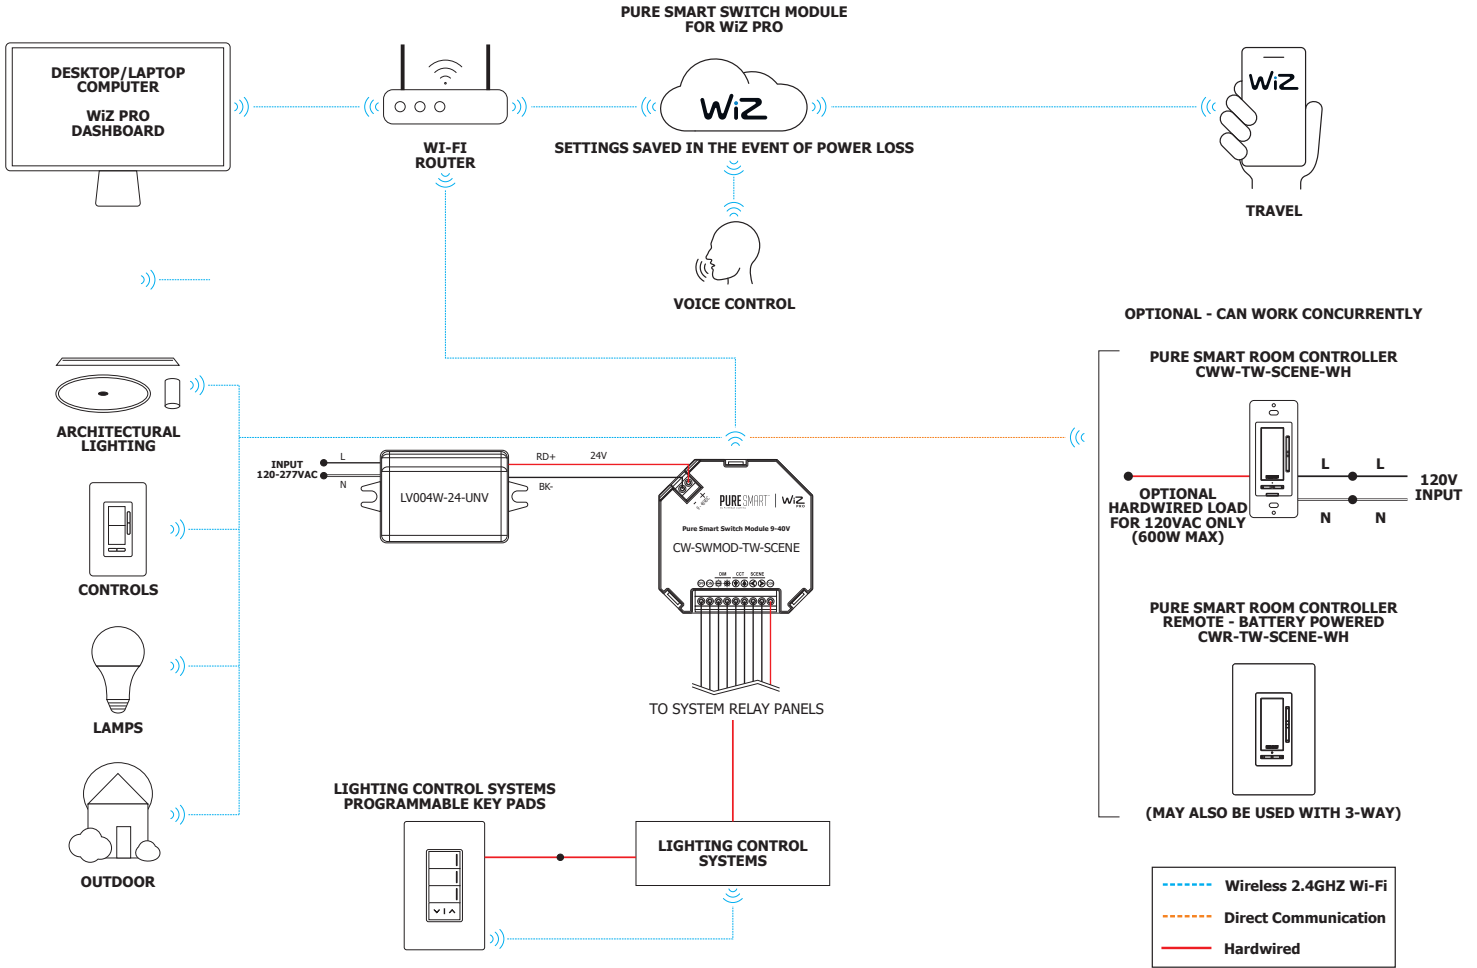 PURE SMART SWITCH MODULE
FOR WiZ PRO
DESKTOP/LAPTOP
COMPUTER
WiZ PRO
DASHBOARD
WI-FI
ROUTER
WiZ
SETTINGS SAVED IN THE EVENT OF POWER LOSS
WiZ
TRAVEL
VOICE CONTROL
OPTIONAL - CAN WORK CONCURRENTLY
PURE SMART ROOM CONTROLLER
CWW-TW-SCENE-WH
L
L
120V
INPUT
N
N
OPTIONAL
HARDWIRED LOAD
FOR 120VAC ONLY
(600W MAX)
PURE SMART ROOM CONTROLLER
REMOTE - BATTERY POWERED
CWR-TW-SCENE-WH
(MAY ALSO BE USED WITH 3-WAY)
ARCHITECTURAL
LIGHTING
CONTROLS
LAMPS
OUTDOOR
INPUT
120-277VAC
L
N
LV004W-24-UNV
RD+
24V
BK-
PURE SMART
WiZ
PRO
Pure Smart Switch Module 9-40V
CW-SWMOD-TW-SCENE
DIM
CCT
SCENE
TO SYSTEM RELAY PANELS
LIGHTING CONTROL SYSTEMS
PROGRAMMABLE KEY PADS
LIGHTING CONTROL
SYSTEMS
Wireless 2.4GHZ Wi-Fi
Direct Communication
Hardwired